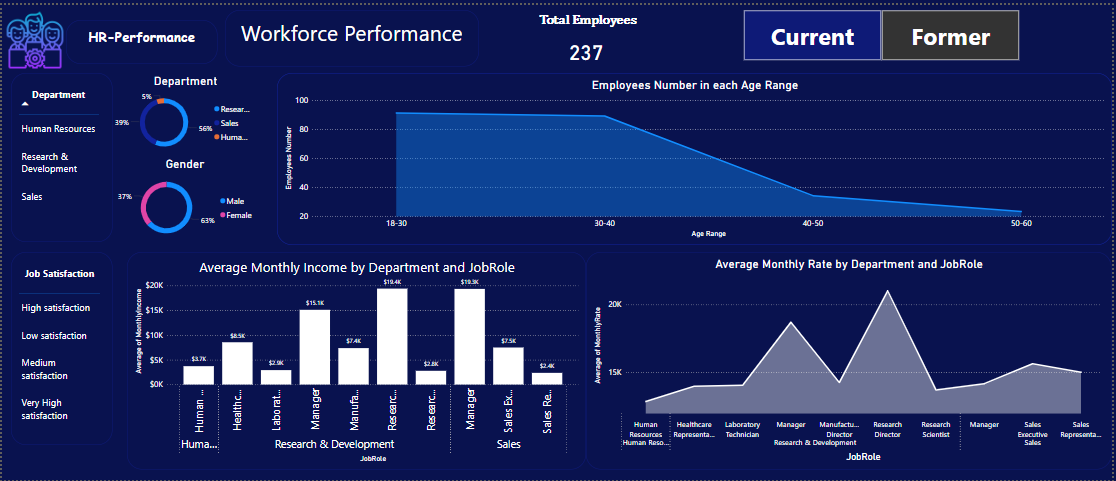 HR-Performance
Workforce Performance
Total Employees
237
Current
Former
Department
Human Resources
Research &
Development
Sales
Department
5%
39%
56%
Resear...
Sales
Huma...
Gender
37%
63%
Male
Female
Employees Number in each Age Range
Employees Number
100
80
60
40
20
18-30
30-40
40-50
50-60
Age Range
Job Satisfaction
High satisfaction
Low satisfaction
Medium
satisfaction
Very High
satisfaction
Average Monthly Income by Department and JobRole
Average of MonthlyIncome
$20K
$15K
$10K
$5K
$0K
$3.7K
$8.5K
$2.9K
$15.1K
$7.4K
$19.4K
$2.8K
$19.3K
$7.5K
$2.4K
Human ...
Healthc...
Laborat...
Manager
Manufa...
Researc...
Researc...
Manager
Sales Ex...
Sales Re...
Huma...
Research & Development
Sales
JobRole
Average Monthly Rate by Department and JobRole
Average of MonthlyRate
20K
15K
Human
Resources
Healthcare
Representa...
Laboratory
Technician
Manager
Manufactu...
Director
Research
Director
Research
Scientist
Manager
Sales
Executive
Sales
Representa...
Human Reso...
Research & Development
Sales
JobRole